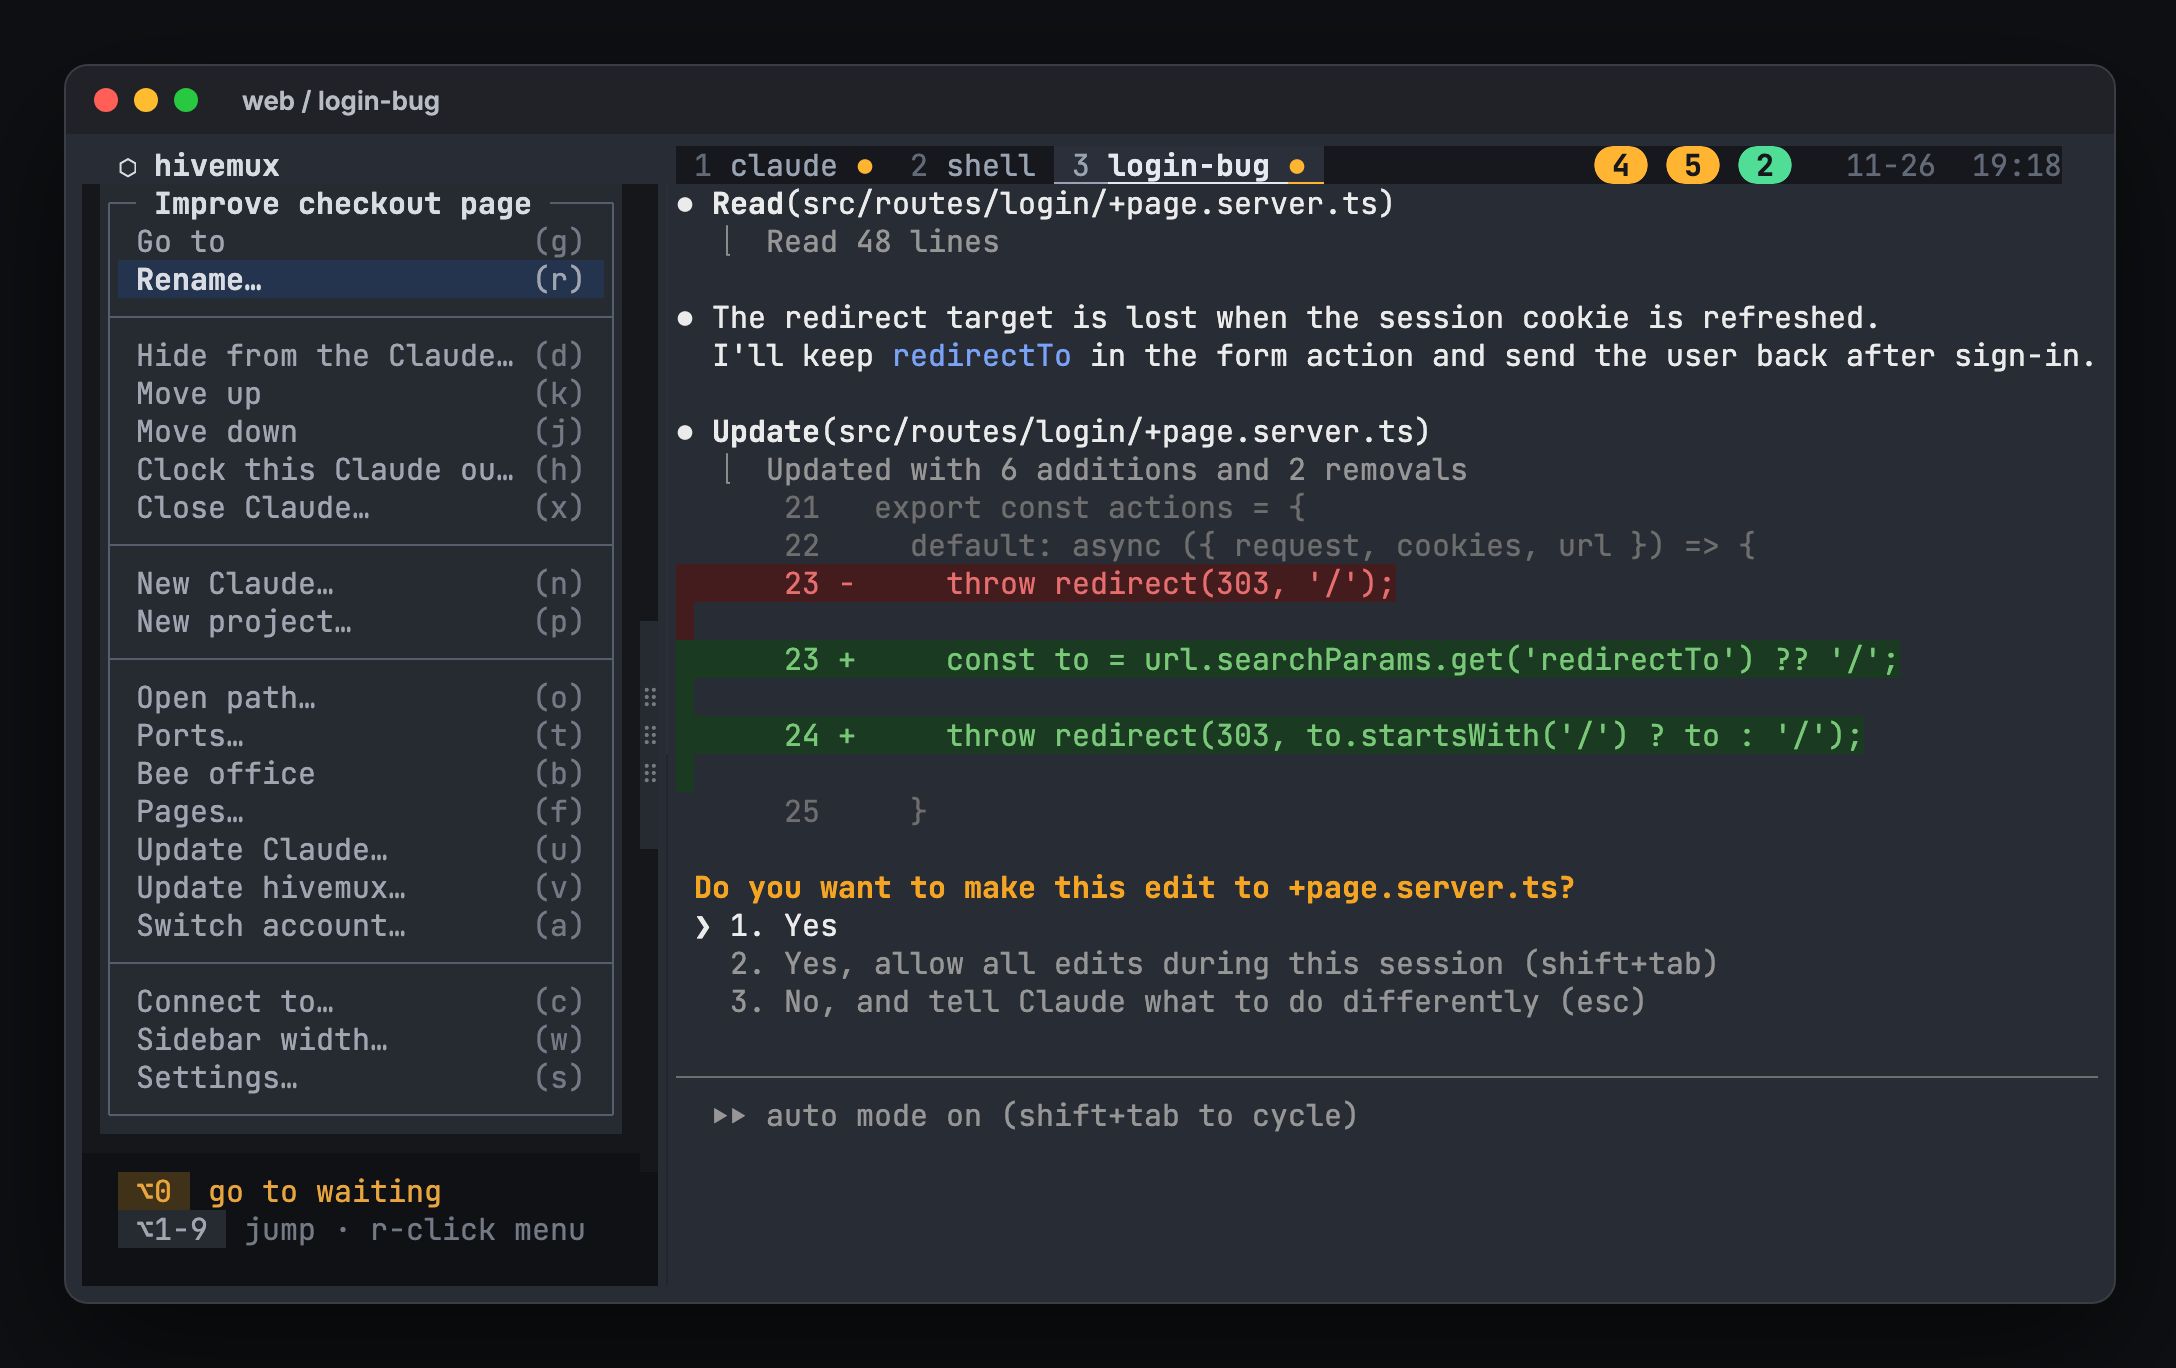 web / login-bug
hivemux
1 claude ● 2 shell 3 login-bug ● 4 5 2 11-26 19:18
Improve checkout page
Go to (g)
Rename… (r)
Hide from the Claude… (d)
Move up (k)
Move down (j)
Clock this Claude ou… (h)
Close Claude… (x)
New Claude… (n)
New project… (p)
Open path… (o)
Ports… (t)
Bee office (b)
Pages… (f)
Update Claude… (u)
Update hivemux… (v)
Switch account… (a)
Connect to… (c)
Sidebar width… (w)
Settings… (s)
⌥0 go to waiting
⌥1-9 jump · r-click menu
● Read(src/routes/login/+page.server.ts)
⎣ Read 48 lines
● The redirect target is lost when the session cookie is refreshed.
I'll keep redirectTo in the form action and send the user back after sign-in.
● Update(src/routes/login/+page.server.ts)
⎣ Updated with 6 additions and 2 removals
21 export const actions = {
22 default: async ({ request, cookies, url }) => {
23 - throw redirect(303, '/');
23 + const to = url.searchParams.get('redirectTo') ?? '/';
24 + throw redirect(303, to.startsWith('/') ? to : '/');
25 }
Do you want to make this edit to +page.server.ts?
❯ 1. Yes
2. Yes, allow all edits during this session (shift+tab)
3. No, and tell Claude what to do differently (esc)
▶▶ auto mode on (shift+tab to cycle)